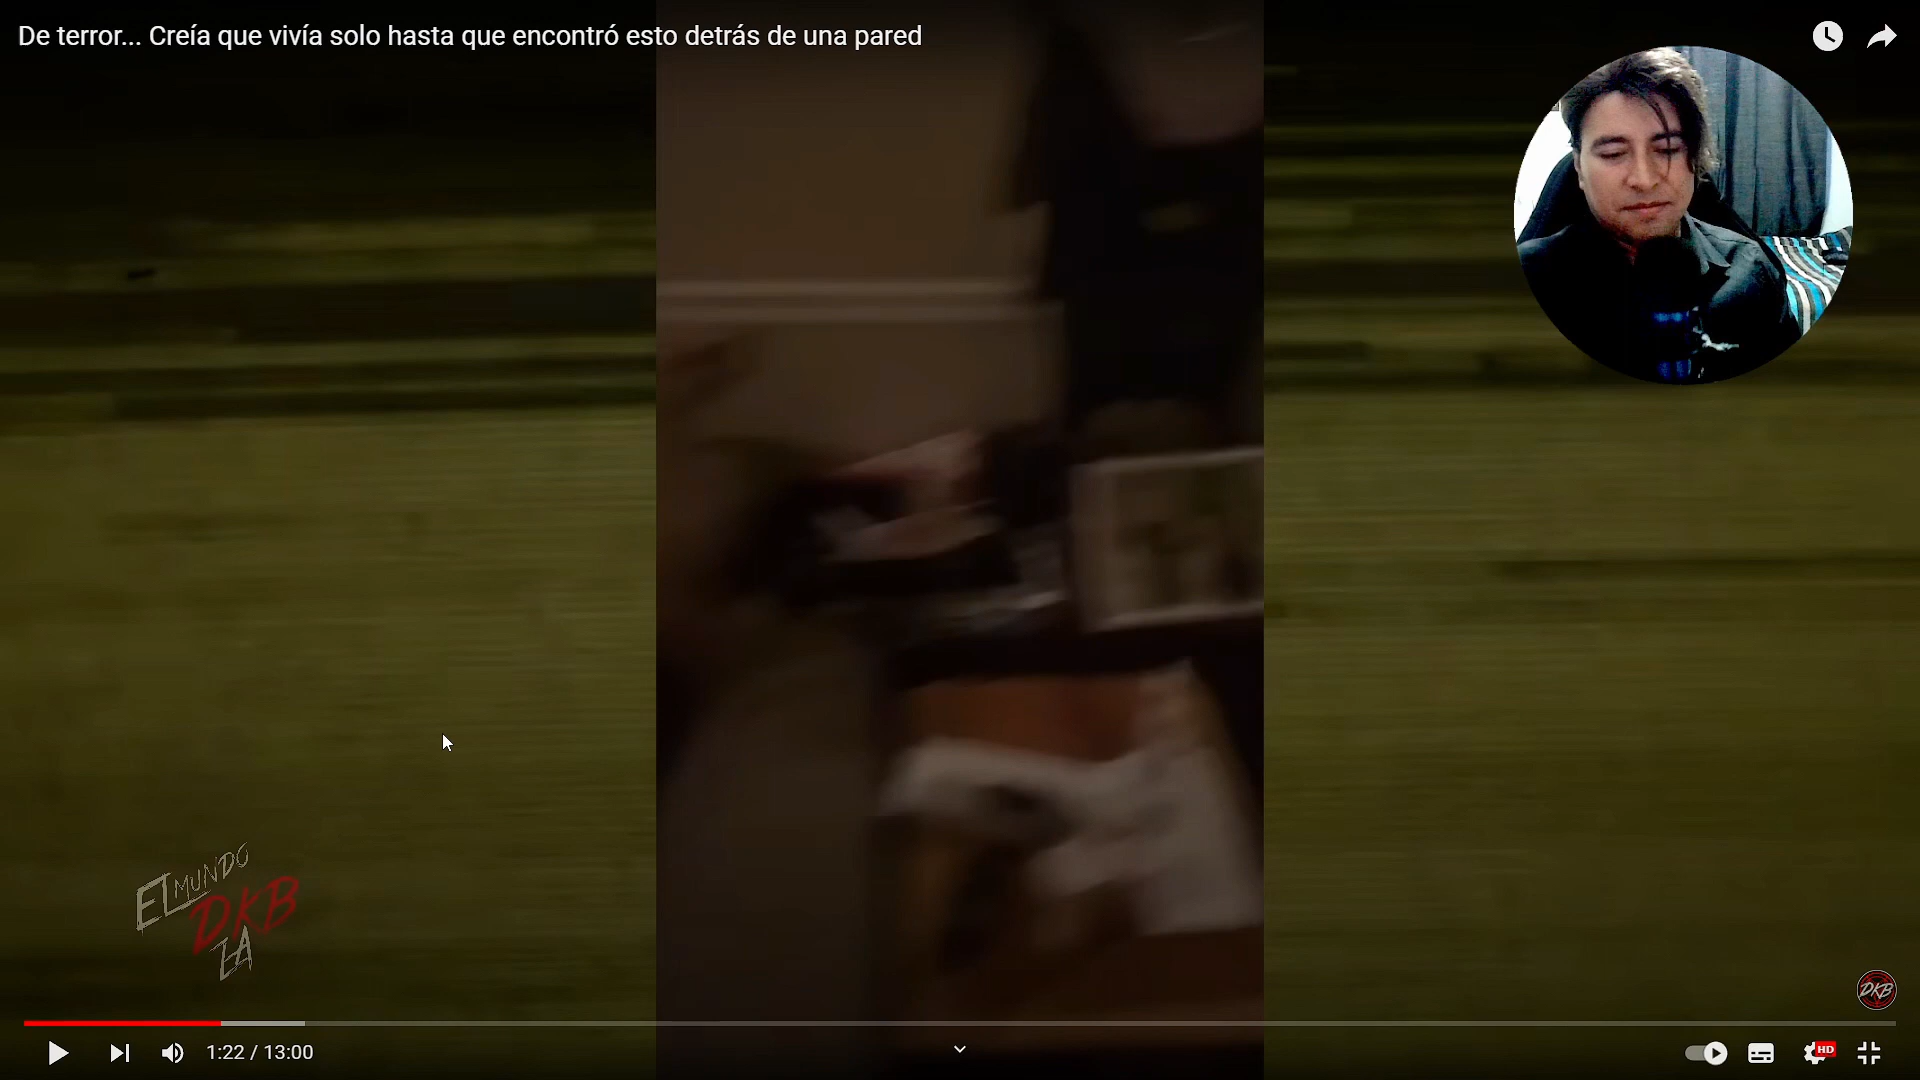 De terror... Creía que vivía solo hasta que encontró esto detrás de una pared
EL MUNDO
DKB
ZA
DKB
1:22 / 13:00
HD